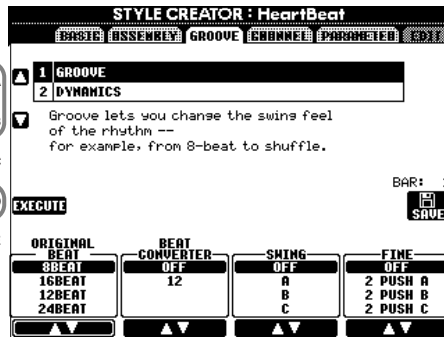 STYLE CREATOR : HeartBeat
BASIC ASSEMBLY GROOVE CHANNEL PARAMETER EDIT
1 GROOVE
2 DYNAMICS
Groove lets you change the swing feel
of the rhythm --
for example, from 8-beat to shuffle.
BAR:
EXECUTE
SAVE
ORIGINAL BEAT
BEAT CONVERTER
SWING
FINE
8BEAT OFF OFF OFF
16BEAT 12 A 2 PUSH A
12BEAT B 2 PUSH B
24BEAT C 2 PUSH C